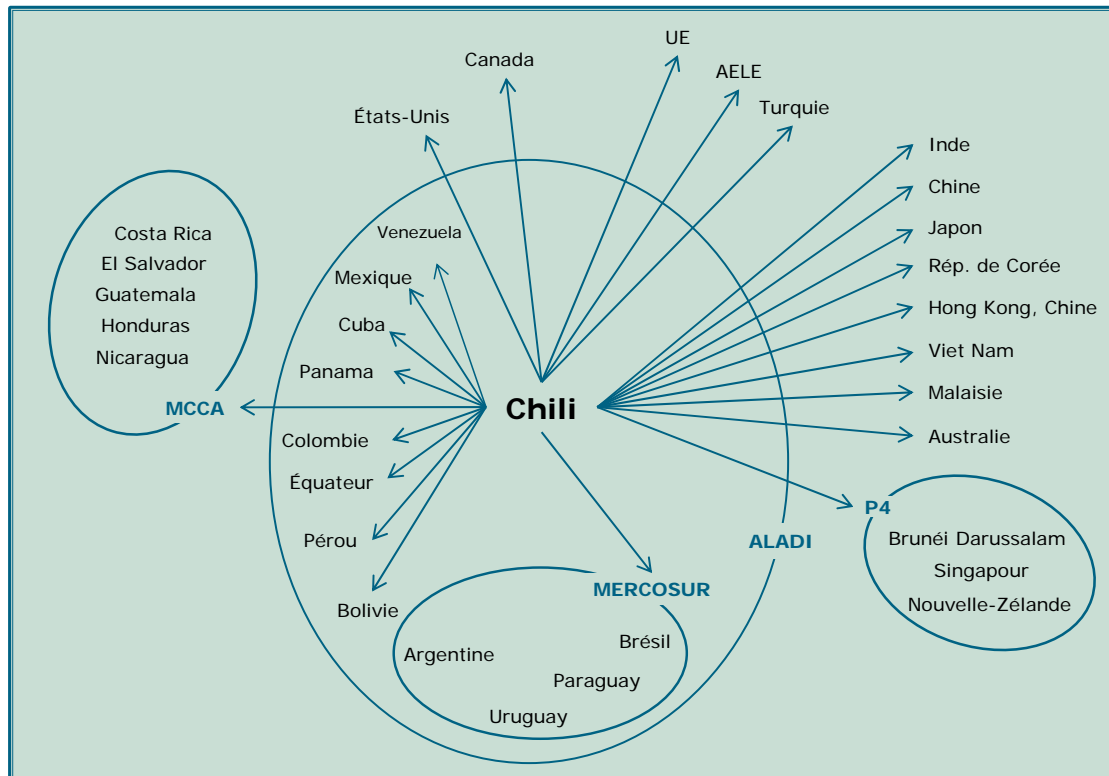 UE
Canada
AELE
États-Unis
Turquie
Inde
Chine
Japon
Rép. de Corée
Hong Kong, Chine
Viet Nam
Malaisie
Australie
Costa Rica
El Salvador
Guatemala
Honduras
Nicaragua
MCCA
Venezuela
Mexique
Cuba
Panama
Chili
Colombie
Équateur
Pérou
Bolivie
ALADI
P4
Brunéi Darussalam
Singapour
Nouvelle-Zélande
MERCOSUR
Brésil
Argentine
Paraguay
Uruguay